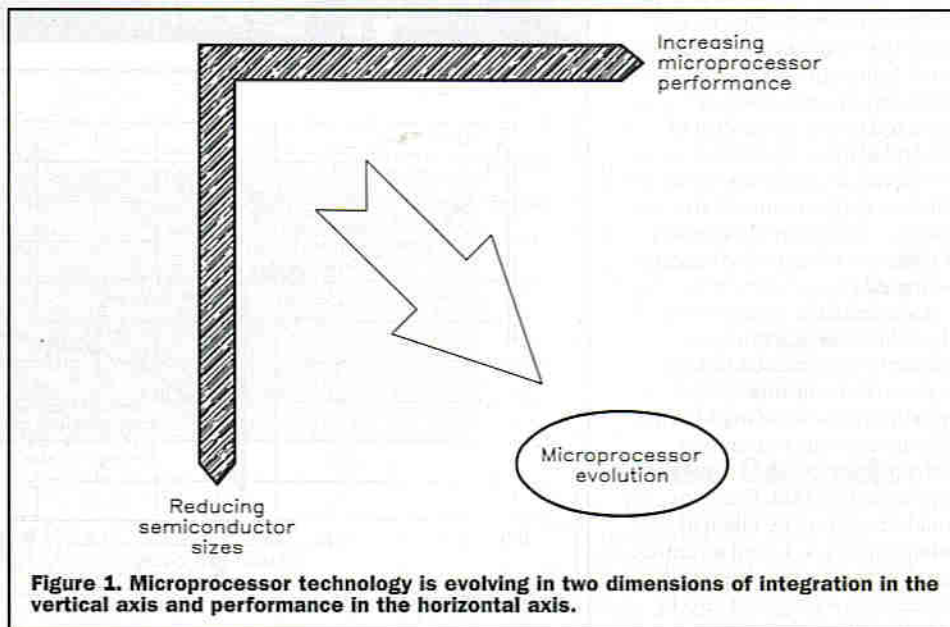 Increasing
microprocessor
performance
Microprocessor
evolution
Reducing
semiconductor
sizes
Figure 1. Microprocessor technology is evolving in two dimensions of integration in the
vertical axis and performance in the horizontal axis.